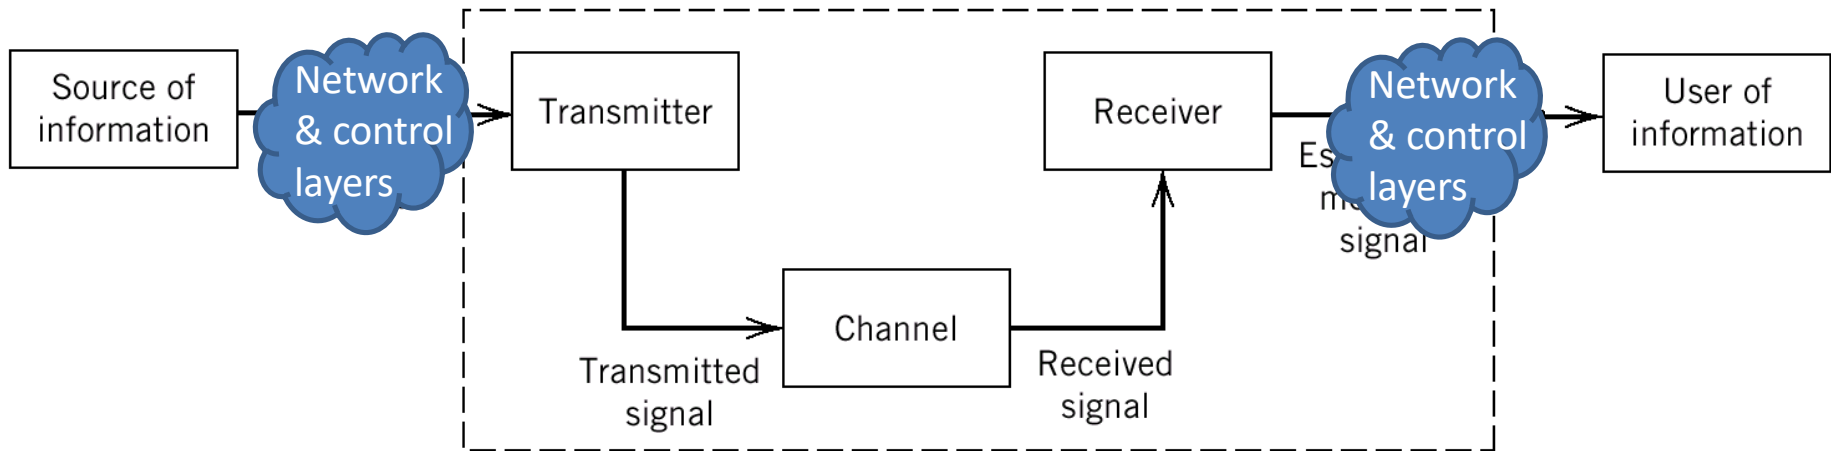 Source of
information
Network
& control
layers
Transmitter
Transmitted
signal
Channel
Received
signal
Receiver
signal
Network
& control
layers
User of
information